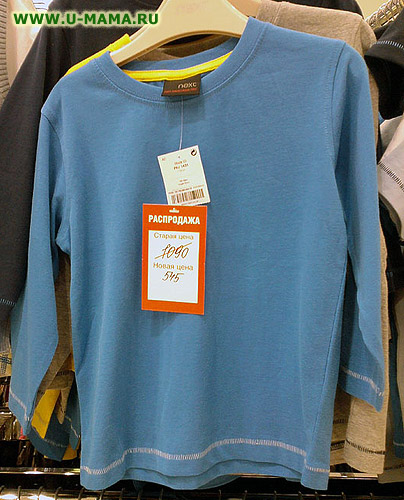 WWW.U-MAMA.RU
next
РАСПРОДАЖА
Старая цена
1090
Новая цена
545